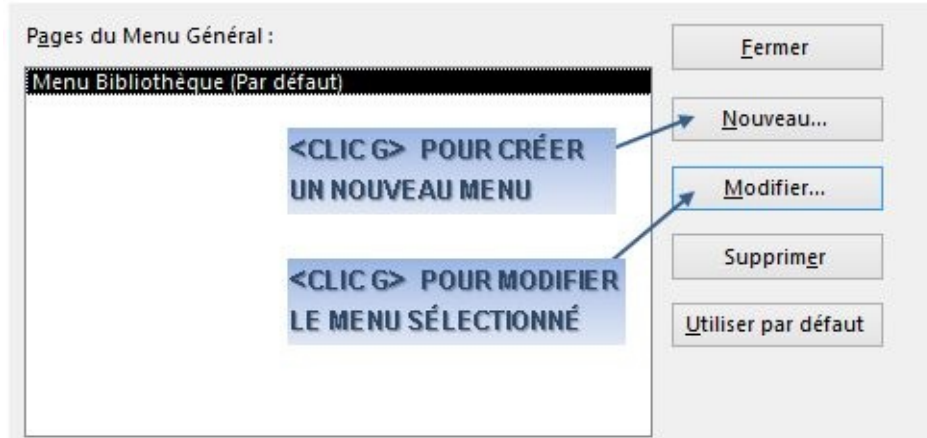 Pages du Menu Général :
Fermer
Menu Bibliothèque (Par défaut)
Nouveau...
<CLIC G> POUR CRÉER
UN NOUVEAU MENU
Modifier...
Supprimer
<CLIC G> POUR MODIFIER
LE MENU SÉLECTIONNÉ
Utiliser par défaut